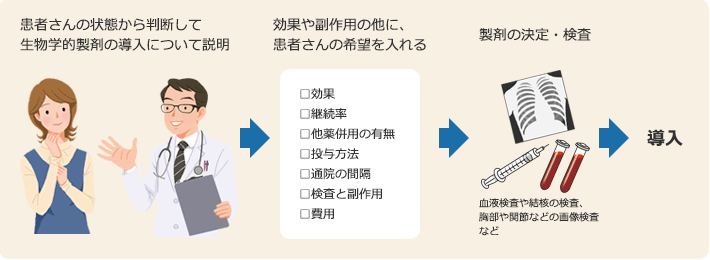 患者さんの状態から判断して
生物学的製剤の導入について説明
効果や副作用の他に、
患者さんの希望を入れる
□効果
□継続率
□他薬併用の有無
□投与方法
□通院の間隔
□検査と副作用
□費用
製剤の決定・検査
血液検査や結核の検査、
胸部や関節などの画像検査
など
導入